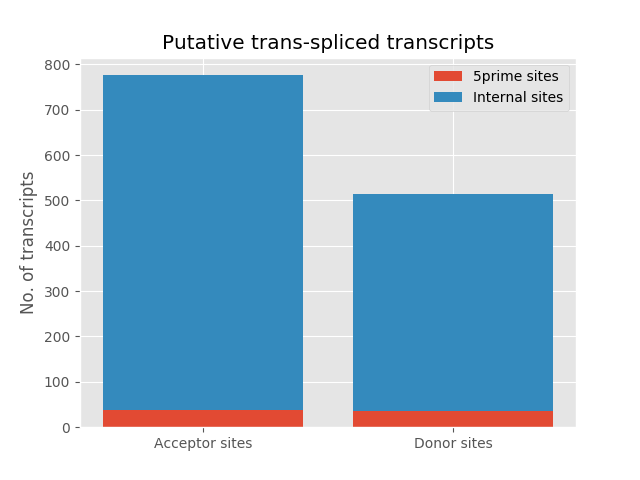 Putative trans-spliced transcripts
No. of transcripts
800
700
600
500
400
300
200
100
0
5prime sites
Internal sites
Acceptor sites
Donor sites